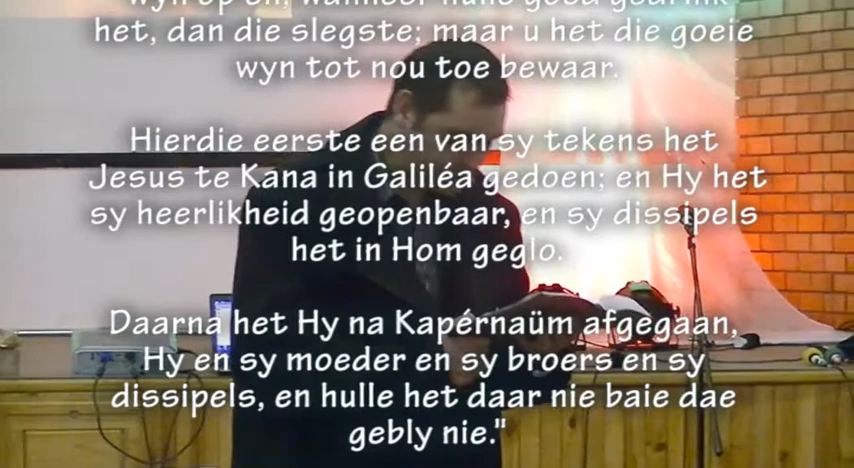 het, dan die slegste; maar u het die goeie
wyn tot nou toe bewaar.
Hierdie eerste een van sy tekens het
Jesus te Kana in Galiléa gedoen; en Hy het
sy heerlikheid geopenbaar, en sy dissipels
het in Hom geglo.
Daarna het Hy na Kapérnaüm afgegaan,
Hy en sy moeder en sy broers en sy
dissipels, en hulle het daar nie baie dae
gebly nie."